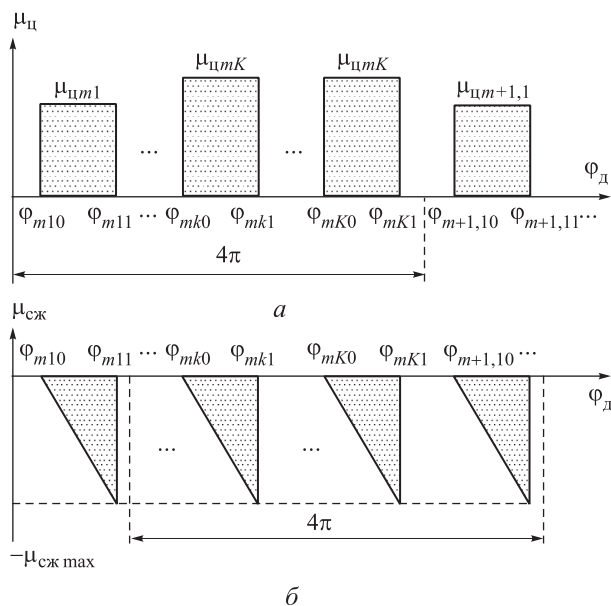 μц
μцm1 μцmK μцmK μцm+1,1
... ...
φд
φm10 φm11 ... φmk0 φmk1 φmK0 φmK1 φm+1,10 φm+1,11...
4π
а
μсж
φm10 φm11 ... φmk0 φmk1 φmK0 φmK1 φm+1,10 ...
φд
... ...
4π
−μсж max
б